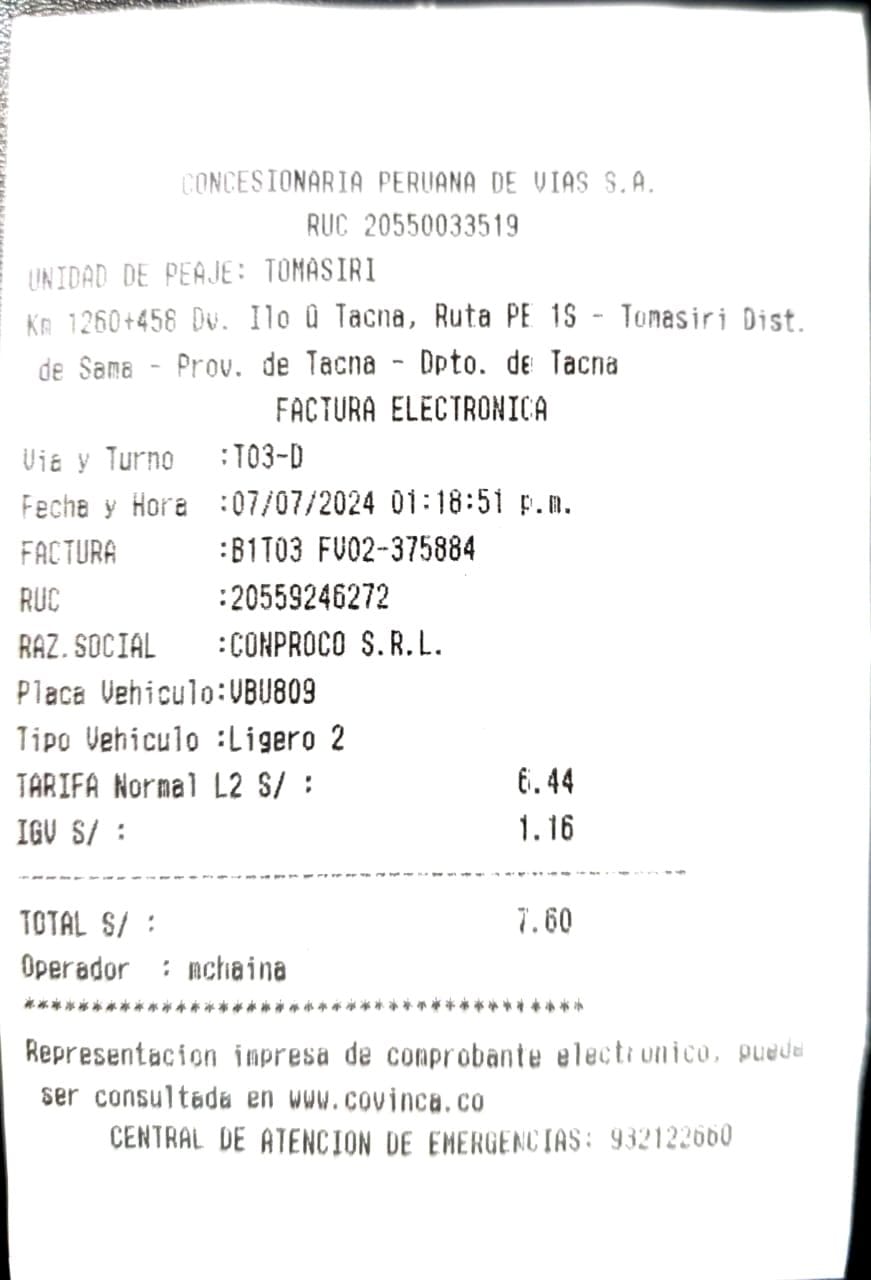 CONCESIONARIA PERUANA DE VIAS S.A.
RUC 20550033519
UNIDAD DE PEAJE: TOMASIRI
Km 1260+458 Dv. Ilo û Tacna, Ruta PE 1S - Tomasiri Dist.
de Sama - Prov. de Tacna - Dpto. de Tacna
FACTURA ELECTRONICA
Via y Turno :T03-D
Fecha y Hora :07/07/2024 01:18:51 p.m.
FACTURA :B1T03 FV02-375884
RUC :20559246272
RAZ.SOCIAL :CONPROCO S.R.L.
Placa Vehiculo:VBU809
Tipo Vehiculo :Ligero 2
TARIFA Normal L2 S/ : 6.44
IGV S/ : 1.16
--------------------------------------------------
TOTAL S/ : 7.60
Operador : mchaina
*****************************************
Representacion impresa de comprobante electronico, puede
ser consultada en www.covinca.co
CENTRAL DE ATENCION DE EMERGENCIAS: 932122660